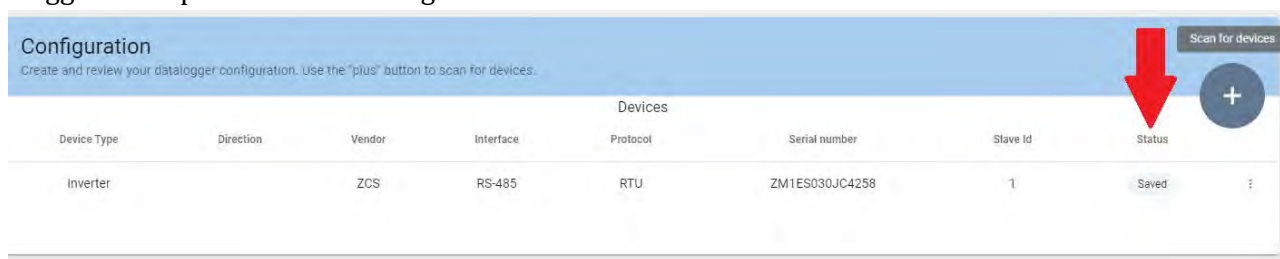 Configuration
Scan for devices
Create and review your datalogger configuration. Use the "plus" button to scan for devices.
+
Devices
Device Type Direction Vendor Interface Protocol Serial number Slave Id Status
Inverter ZCS RS-485 RTU ZM1ES030JC4258 1 Saved